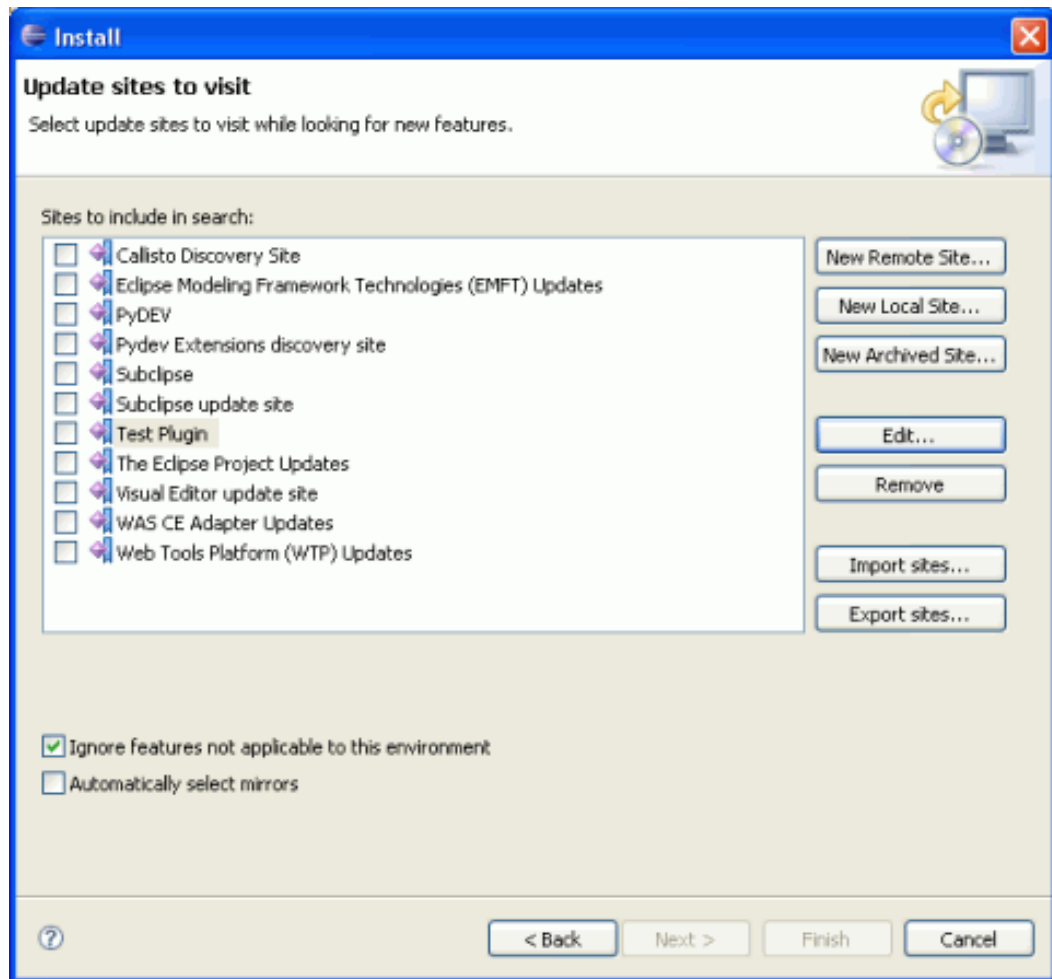 Install
Update sites to visit
Select update sites to visit while looking for new features.
Sites to include in search:
Callisto Discovery Site
Eclipse Modeling Framework Technologies (EMFT) Updates
PyDEV
Pydev Extensions discovery site
Subclipse
Subclipse update site
Test Plugin
The Eclipse Project Updates
Visual Editor update site
WAS CE Adapter Updates
Web Tools Platform (WTP) Updates
New Remote Site...
New Local Site...
New Archived Site...
Edit...
Remove
Import sites...
Export sites...
Ignore features not applicable to this environment
Automatically select mirrors
?
< Back
Next >
Finish
Cancel